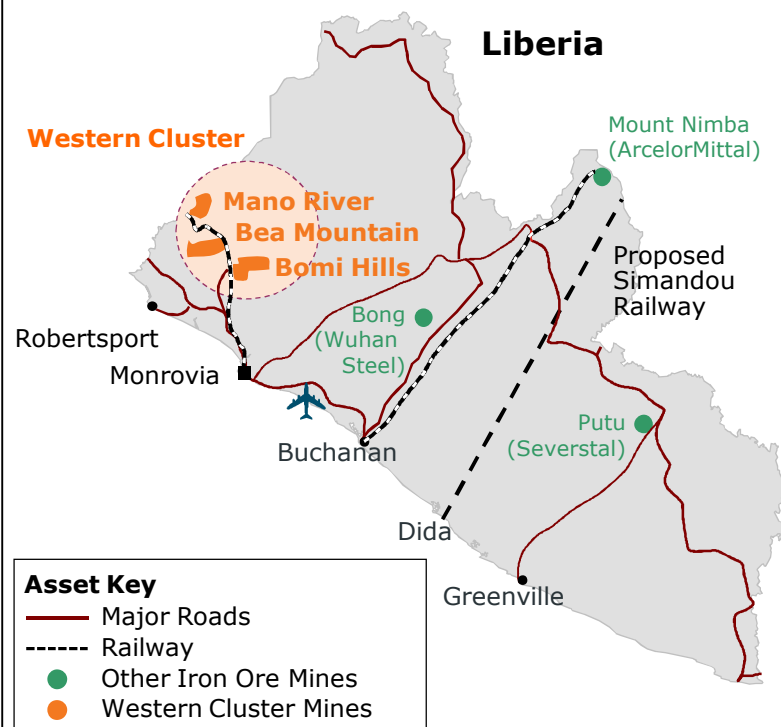 Liberia
Mount Nimba
(ArcelorMittal)
Western Cluster
Mano River
Bea Mountain
Bomi Hills
Proposed
Simandou
Railway
Robertsport
Bong
(Wuhan
Steel)
Monrovia
Buchanan
Putu
(Severstal)
Dida
Greenville
Asset Key
Major Roads
Railway
Other Iron Ore Mines
Western Cluster Mines